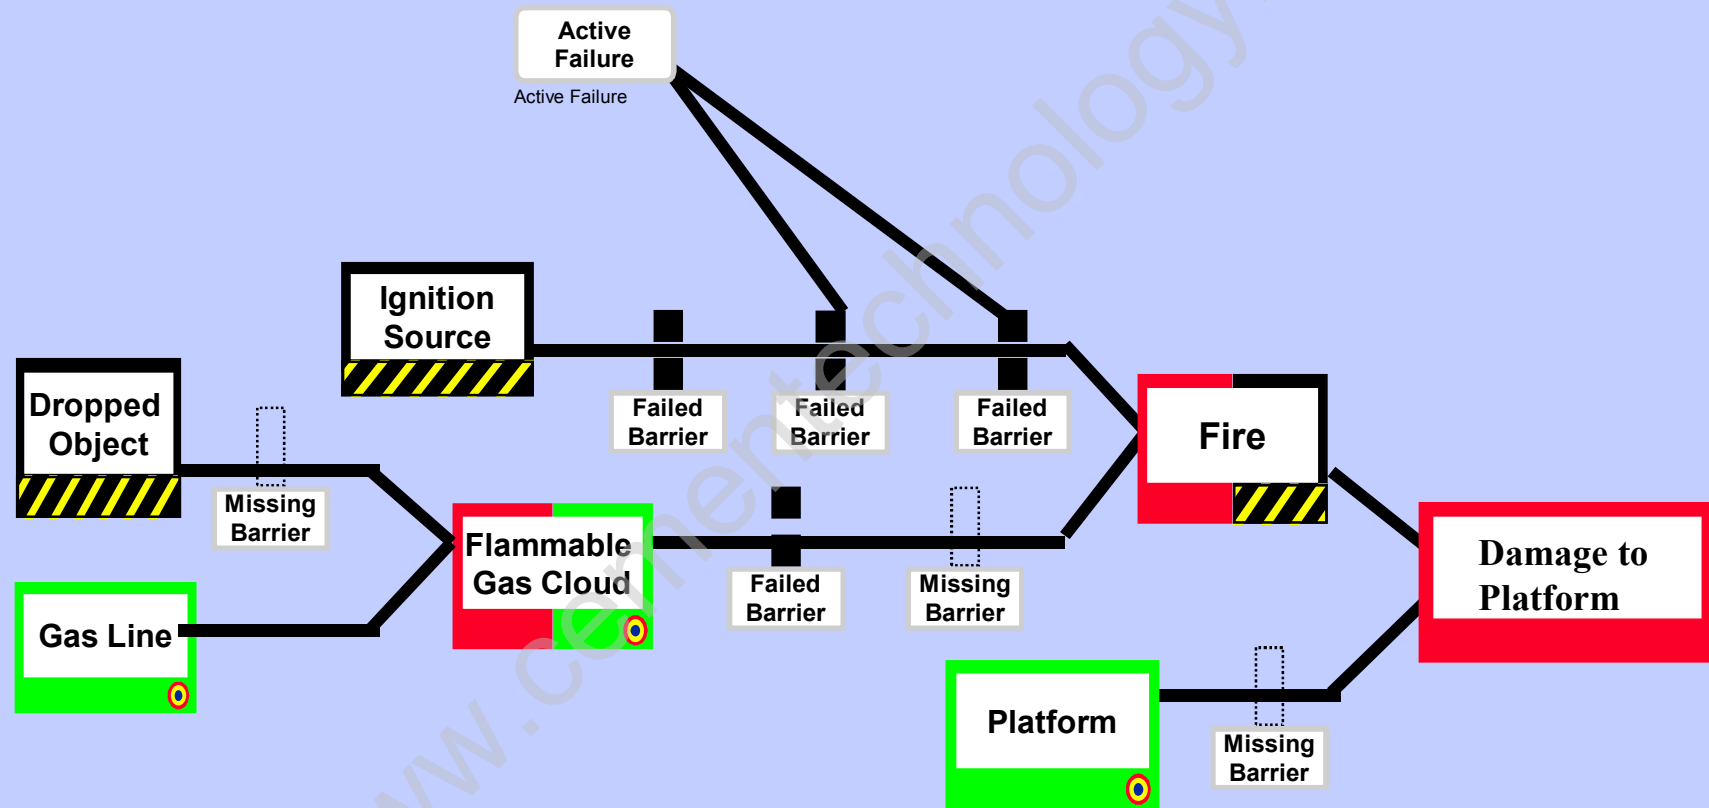 Active
Failure
Active Failure
Ignition
Source
Dropped
Object
Failed
Barrier
Failed
Barrier
Failed
Barrier
Fire
Missing
Barrier
Flammable
Gas Cloud
Failed
Barrier
Missing
Barrier
Damage to
Platform
Gas Line
Platform
Missing
Barrier
www.cementechnology